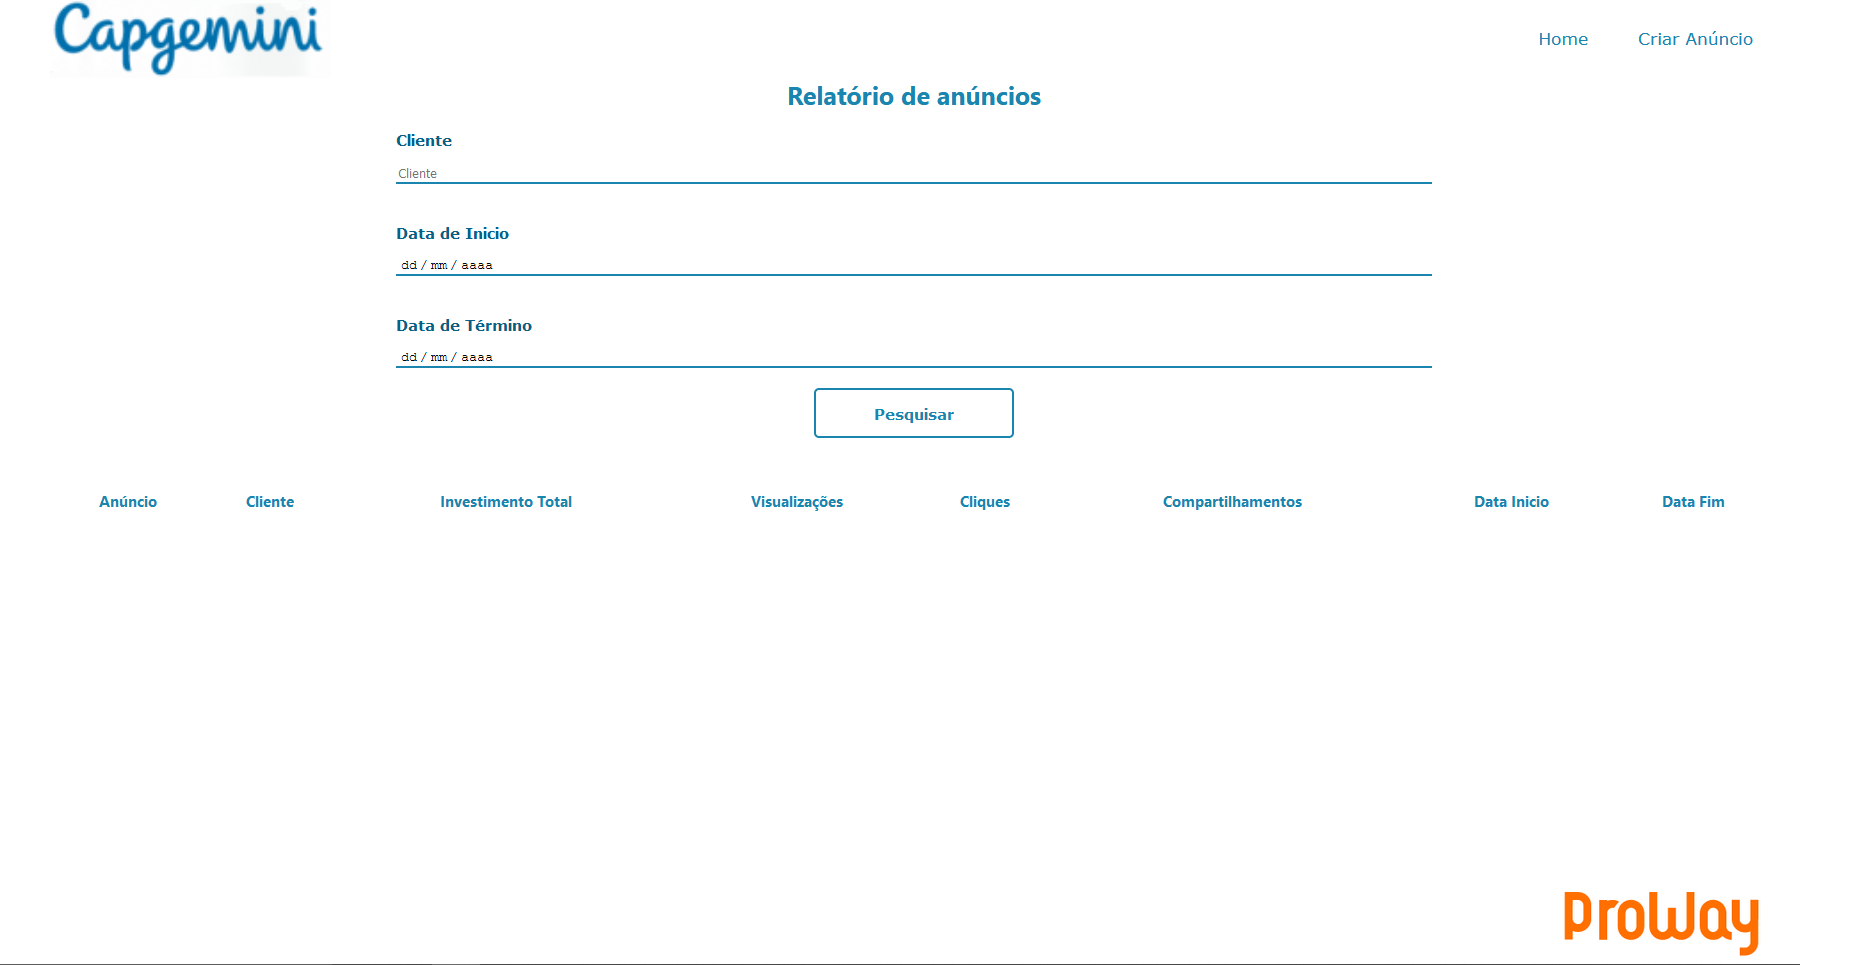 Capgemini
Home Criar Anúncio
Relatório de anúncios
Cliente
Cliente
Data de Inicio
dd / mm / aaaa
Data de Término
dd / mm / aaaa
Pesquisar
Anúncio Cliente Investimento Total Visualizações Cliques Compartilhamentos Data Inicio Data Fim
proway